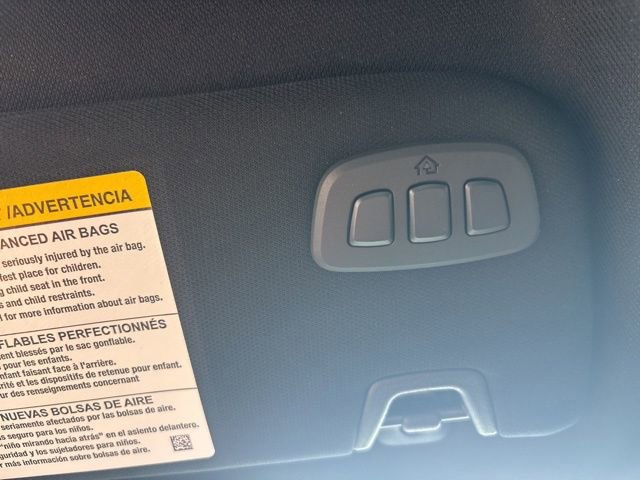 /ADVERTENCIA
ANCED AIR BAGS
seriously injured by the air bag.
est place for children.
g child seat in the front.
s and child restraints.
for more information about air bags.
FLABLES PERFECTIONNÉS
ent blessés par le sac gonflable.
pour les enfants.
nfant faisant face à l'arrière.
rité et les dispositifs de retenue pour enfant.
ur des renseignements concernant
NUEVAS BOLSAS DE AIRE
seriamente afectados por las bolsas de aire.
s seguro para los niños.
"niño mirando hacia atrás" en el asiento delantero.
guridad y los sujetadores para niños.
r más información sobre bolsas de aire.